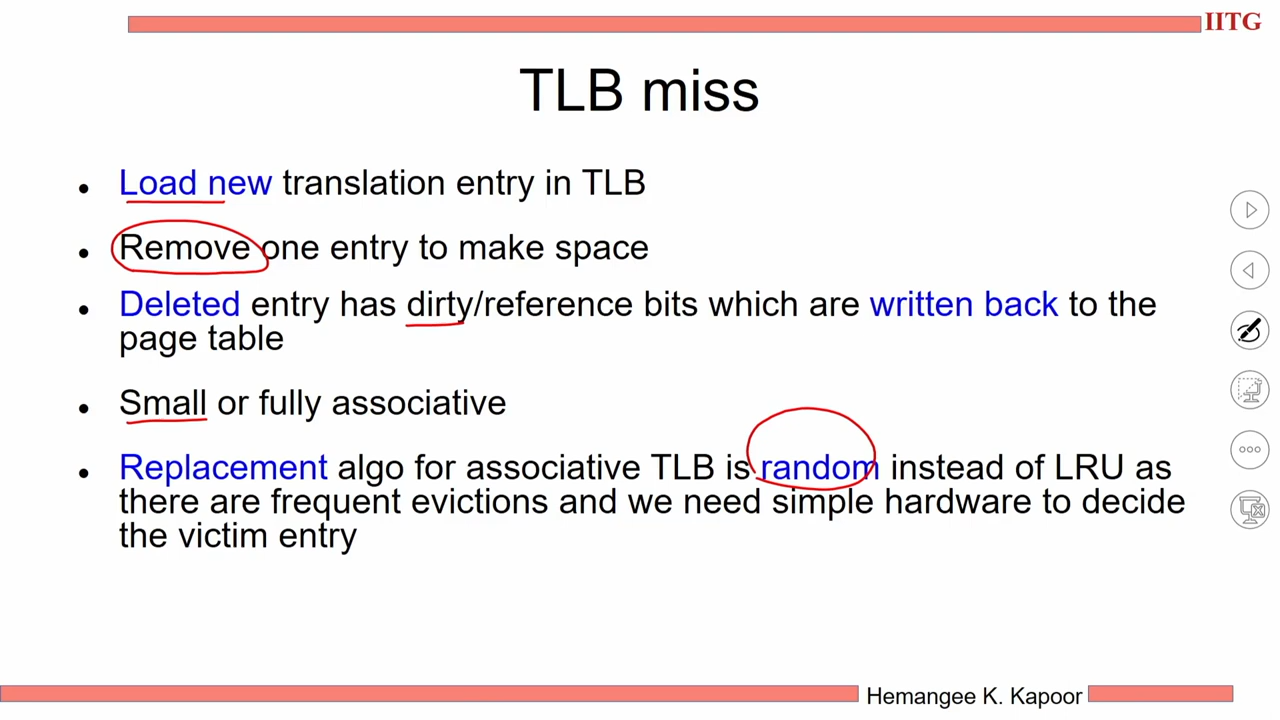 IITG
TLB miss
• Load new translation entry in TLB
• Remove one entry to make space
• Deleted entry has dirty/reference bits which are written back to the
page table
• Small or fully associative
• Replacement algo for associative TLB is random instead of LRU as
there are frequent evictions and we need simple hardware to decide
the victim entry
Hemangee K. Kapoor